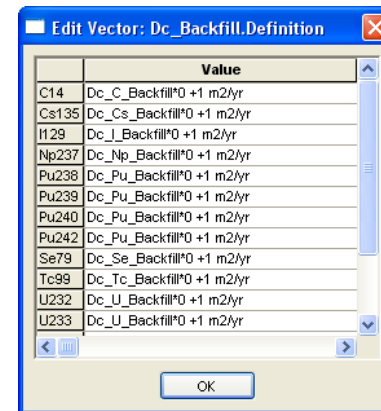 Edit Vector: Dc_Backfill.Definition
Value
C14 Dc_C_Backfill*0 +1 m2/yr
Cs135 Dc_Cs_Backfill*0 +1 m2/yr
I129 Dc_I_Backfill*0 +1 m2/yr
Np237 Dc_Np_Backfill*0 +1 m2/yr
Pu238 Dc_Pu_Backfill*0 +1 m2/yr
Pu239 Dc_Pu_Backfill*0 +1 m2/yr
Pu240 Dc_Pu_Backfill*0 +1 m2/yr
Pu242 Dc_Pu_Backfill*0 +1 m2/yr
Se79 Dc_Se_Backfill*0 +1 m2/yr
Tc99 Dc_Tc_Backfill*0 +1 m2/yr
U232 Dc_U_Backfill*0 +1 m2/yr
U233 Dc_U_Backfill*0 +1 m2/yr
OK